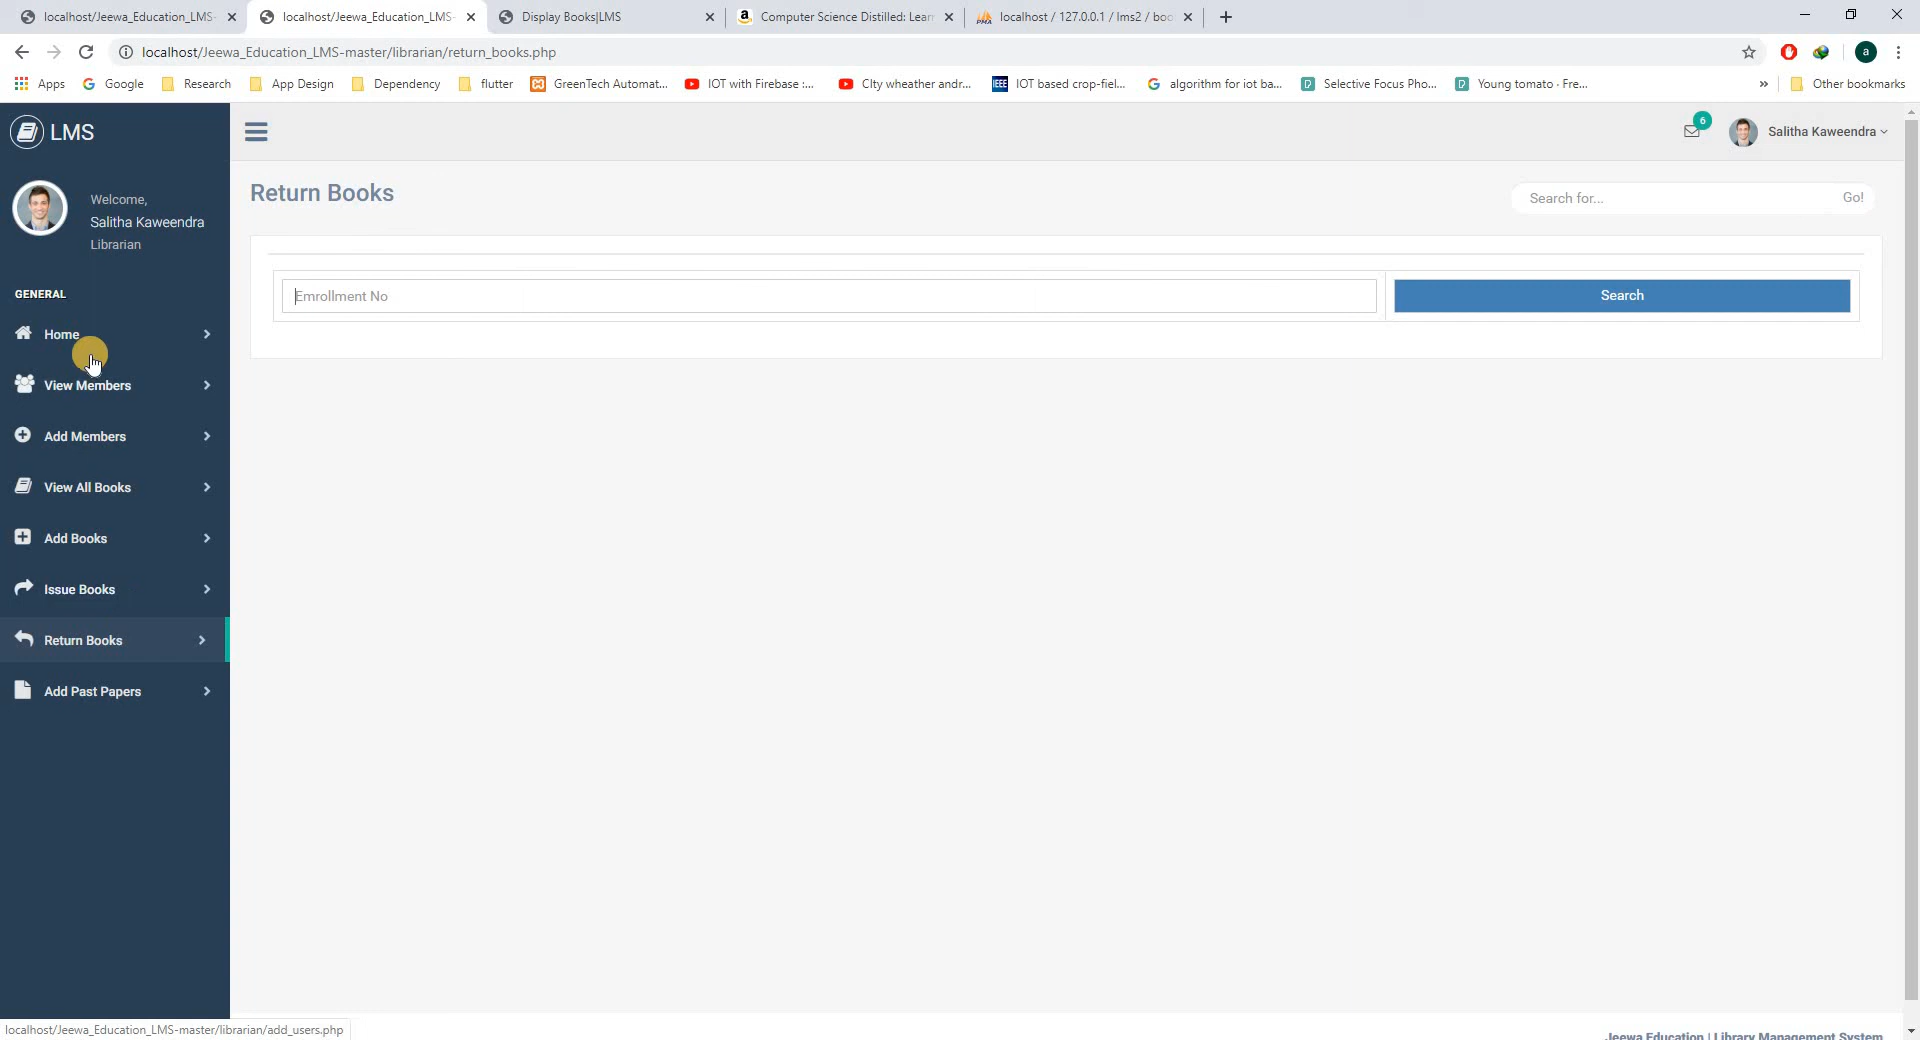 localhost/Jeewa_Education_LMS-
localhost/Jeewa_Education_LMS-
Display Books|LMS
Computer Science Distilled: Lear
localhost / 127.0.0.1 / lms2 / boo
localhost/Jeewa_Education_LMS-master/librarian/return_books.php
a
Apps
Google
Research
App Design
Dependency
flutter
GreenTech Automat...
IOT with Firebase :...
CIty wheather andr...
IEEE
IOT based crop-fiel...
algorithm for iot ba...
Selective Focus Pho...
Young tomato · Fre...
»
Other bookmarks
LMS
6
Salitha Kaweendra
Welcome,
Salitha Kaweendra
Librarian
Return Books
Search for...
Go!
GENERAL
Emrollment No
Search
Home
View Members
Add Members
View All Books
Add Books
Issue Books
Return Books
Add Past Papers
localhost/Jeewa_Education_LMS-master/librarian/add_users.php
Jeewa Education | Library Management System